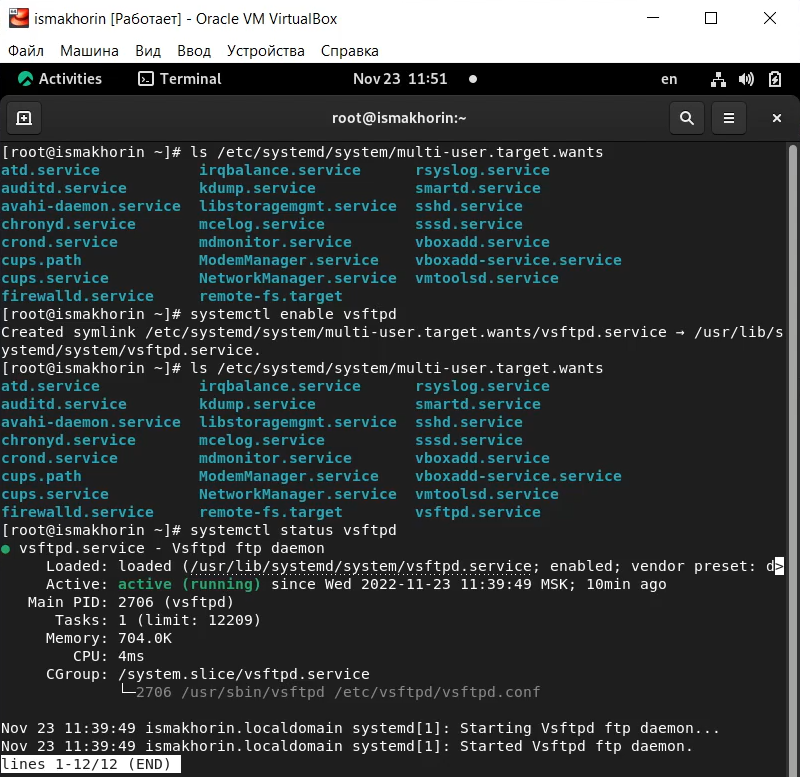 ismakhorin [Работает] - Oracle VM VirtualBox
Файл Машина Вид Ввод Устройства Справка
Activities Terminal Nov 23 11:51 en
root@ismakhorin:~
[root@ismakhorin ~]# ls /etc/systemd/system/multi-user.target.wants
atd.service irqbalance.service rsyslog.service
auditd.service kdump.service smartd.service
avahi-daemon.service libstoragemgmt.service sshd.service
chronyd.service mcelog.service sssd.service
crond.service mdmonitor.service vboxadd.service
cups.path ModemManager.service vboxadd-service.service
cups.service NetworkManager.service vmtoolsd.service
firewalld.service remote-fs.target
[root@ismakhorin ~]# systemctl enable vsftpd
Created symlink /etc/systemd/system/multi-user.target.wants/vsftpd.service → /usr/lib/s
ystemd/system/vsftpd.service.
[root@ismakhorin ~]# ls /etc/systemd/system/multi-user.target.wants
atd.service irqbalance.service rsyslog.service
auditd.service kdump.service smartd.service
avahi-daemon.service libstoragemgmt.service sshd.service
chronyd.service mcelog.service sssd.service
crond.service mdmonitor.service vboxadd.service
cups.path ModemManager.service vboxadd-service.service
cups.service NetworkManager.service vmtoolsd.service
firewalld.service remote-fs.target vsftpd.service
[root@ismakhorin ~]# systemctl status vsftpd
● vsftpd.service - Vsftpd ftp daemon
Loaded: loaded (/usr/lib/systemd/system/vsftpd.service; enabled; vendor preset: d>
Active: active (running) since Wed 2022-11-23 11:39:49 MSK; 10min ago
Main PID: 2706 (vsftpd)
Tasks: 1 (limit: 12209)
Memory: 704.0K
CPU: 4ms
CGroup: /system.slice/vsftpd.service
└─2706 /usr/sbin/vsftpd /etc/vsftpd/vsftpd.conf
Nov 23 11:39:49 ismakhorin.localdomain systemd[1]: Starting Vsftpd ftp daemon...
Nov 23 11:39:49 ismakhorin.localdomain systemd[1]: Started Vsftpd ftp daemon.
lines 1-12/12 (END)